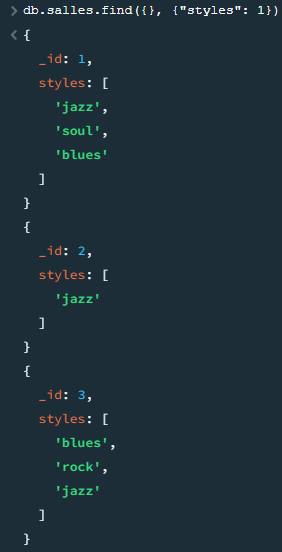 > db.salles.find({}, {"styles": 1})
< {
_id: 1,
styles: [
'jazz',
'soul',
'blues'
]
}
{
_id: 2,
styles: [
'jazz'
]
}
{
_id: 3,
styles: [
'blues',
'rock',
'jazz'
]
}